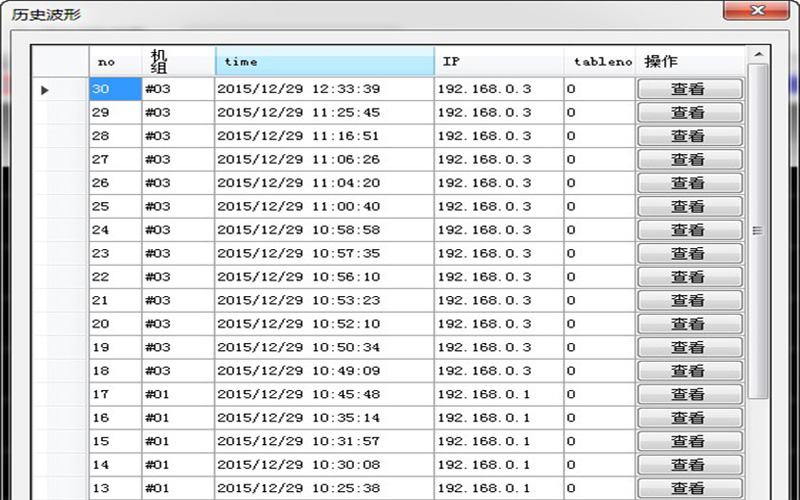 历史波形
no 机组 time IP tableno 操作
30 #03 2015/12/29 12:33:39 192.168.0.3 0 查看
29 #03 2015/12/29 11:25:45 192.168.0.3 0 查看
28 #03 2015/12/29 11:16:51 192.168.0.3 0 查看
27 #03 2015/12/29 11:06:26 192.168.0.3 0 查看
26 #03 2015/12/29 11:04:20 192.168.0.3 0 查看
25 #03 2015/12/29 11:00:40 192.168.0.3 0 查看
24 #03 2015/12/29 10:58:58 192.168.0.3 0 查看
23 #03 2015/12/29 10:57:35 192.168.0.3 0 查看
22 #03 2015/12/29 10:56:10 192.168.0.3 0 查看
21 #03 2015/12/29 10:53:23 192.168.0.3 0 查看
20 #03 2015/12/29 10:52:10 192.168.0.3 0 查看
19 #03 2015/12/29 10:50:34 192.168.0.3 0 查看
18 #03 2015/12/29 10:49:09 192.168.0.3 0 查看
17 #01 2015/12/29 10:45:48 192.168.0.1 0 查看
16 #01 2015/12/29 10:35:14 192.168.0.1 0 查看
15 #01 2015/12/29 10:31:57 192.168.0.1 0 查看
14 #01 2015/12/29 10:30:08 192.168.0.1 0 查看
13 #01 2015/12/29 10:25:38 192.168.0.1 0 查看